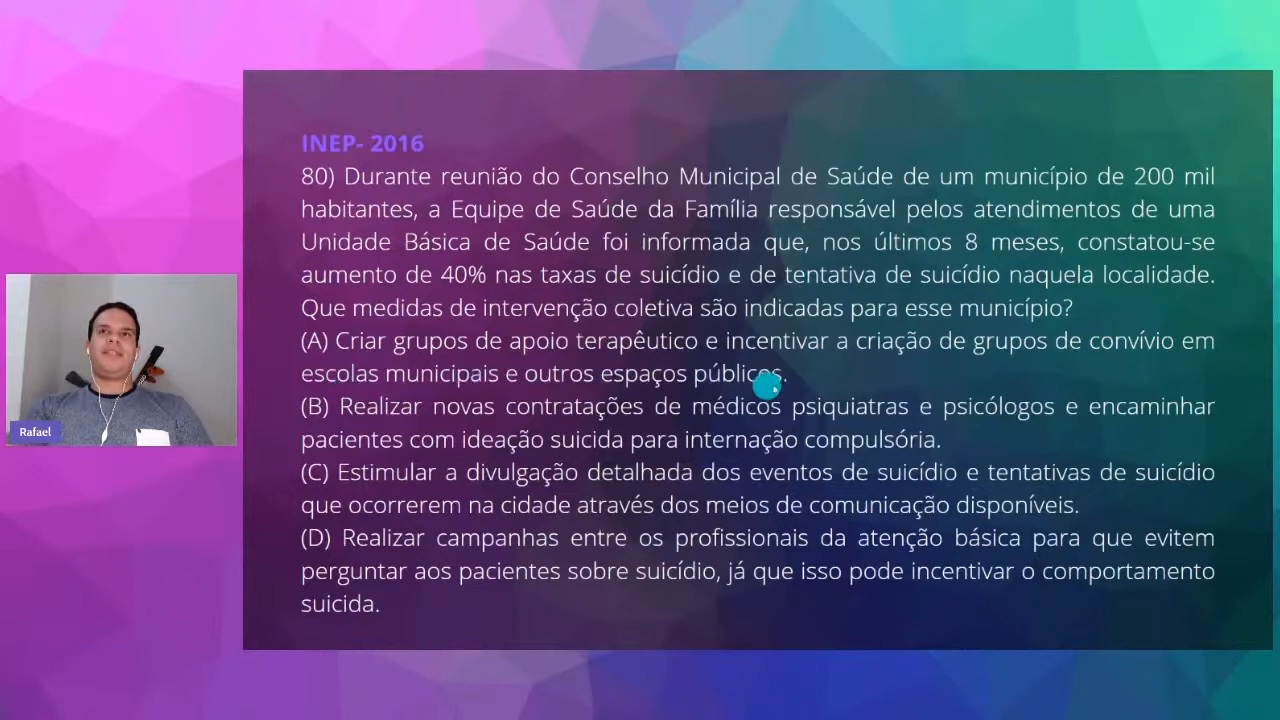 INEP- 2016
80) Durante reunião do Conselho Municipal de Saúde de um município de 200 mil
habitantes, a Equipe de Saúde da Família responsável pelos atendimentos de uma
Unidade Básica de Saúde foi informada que, nos últimos 8 meses, constatou-se
aumento de 40% nas taxas de suicídio e de tentativa de suicídio naquela localidade.
Que medidas de intervenção coletiva são indicadas para esse município?
(A) Criar grupos de apoio terapêutico e incentivar a criação de grupos de convívio em
escolas municipais e outros espaços públicos.
(B) Realizar novas contratações de médicos psiquiatras e psicólogos e encaminhar
pacientes com ideação suicida para internação compulsória.
(C) Estimular a divulgação detalhada dos eventos de suicídio e tentativas de suicídio
que ocorrerem na cidade através dos meios de comunicação disponíveis.
(D) Realizar campanhas entre os profissionais da atenção básica para que evitem
perguntar aos pacientes sobre suicídio, já que isso pode incentivar o comportamento
suicida.
Rafael